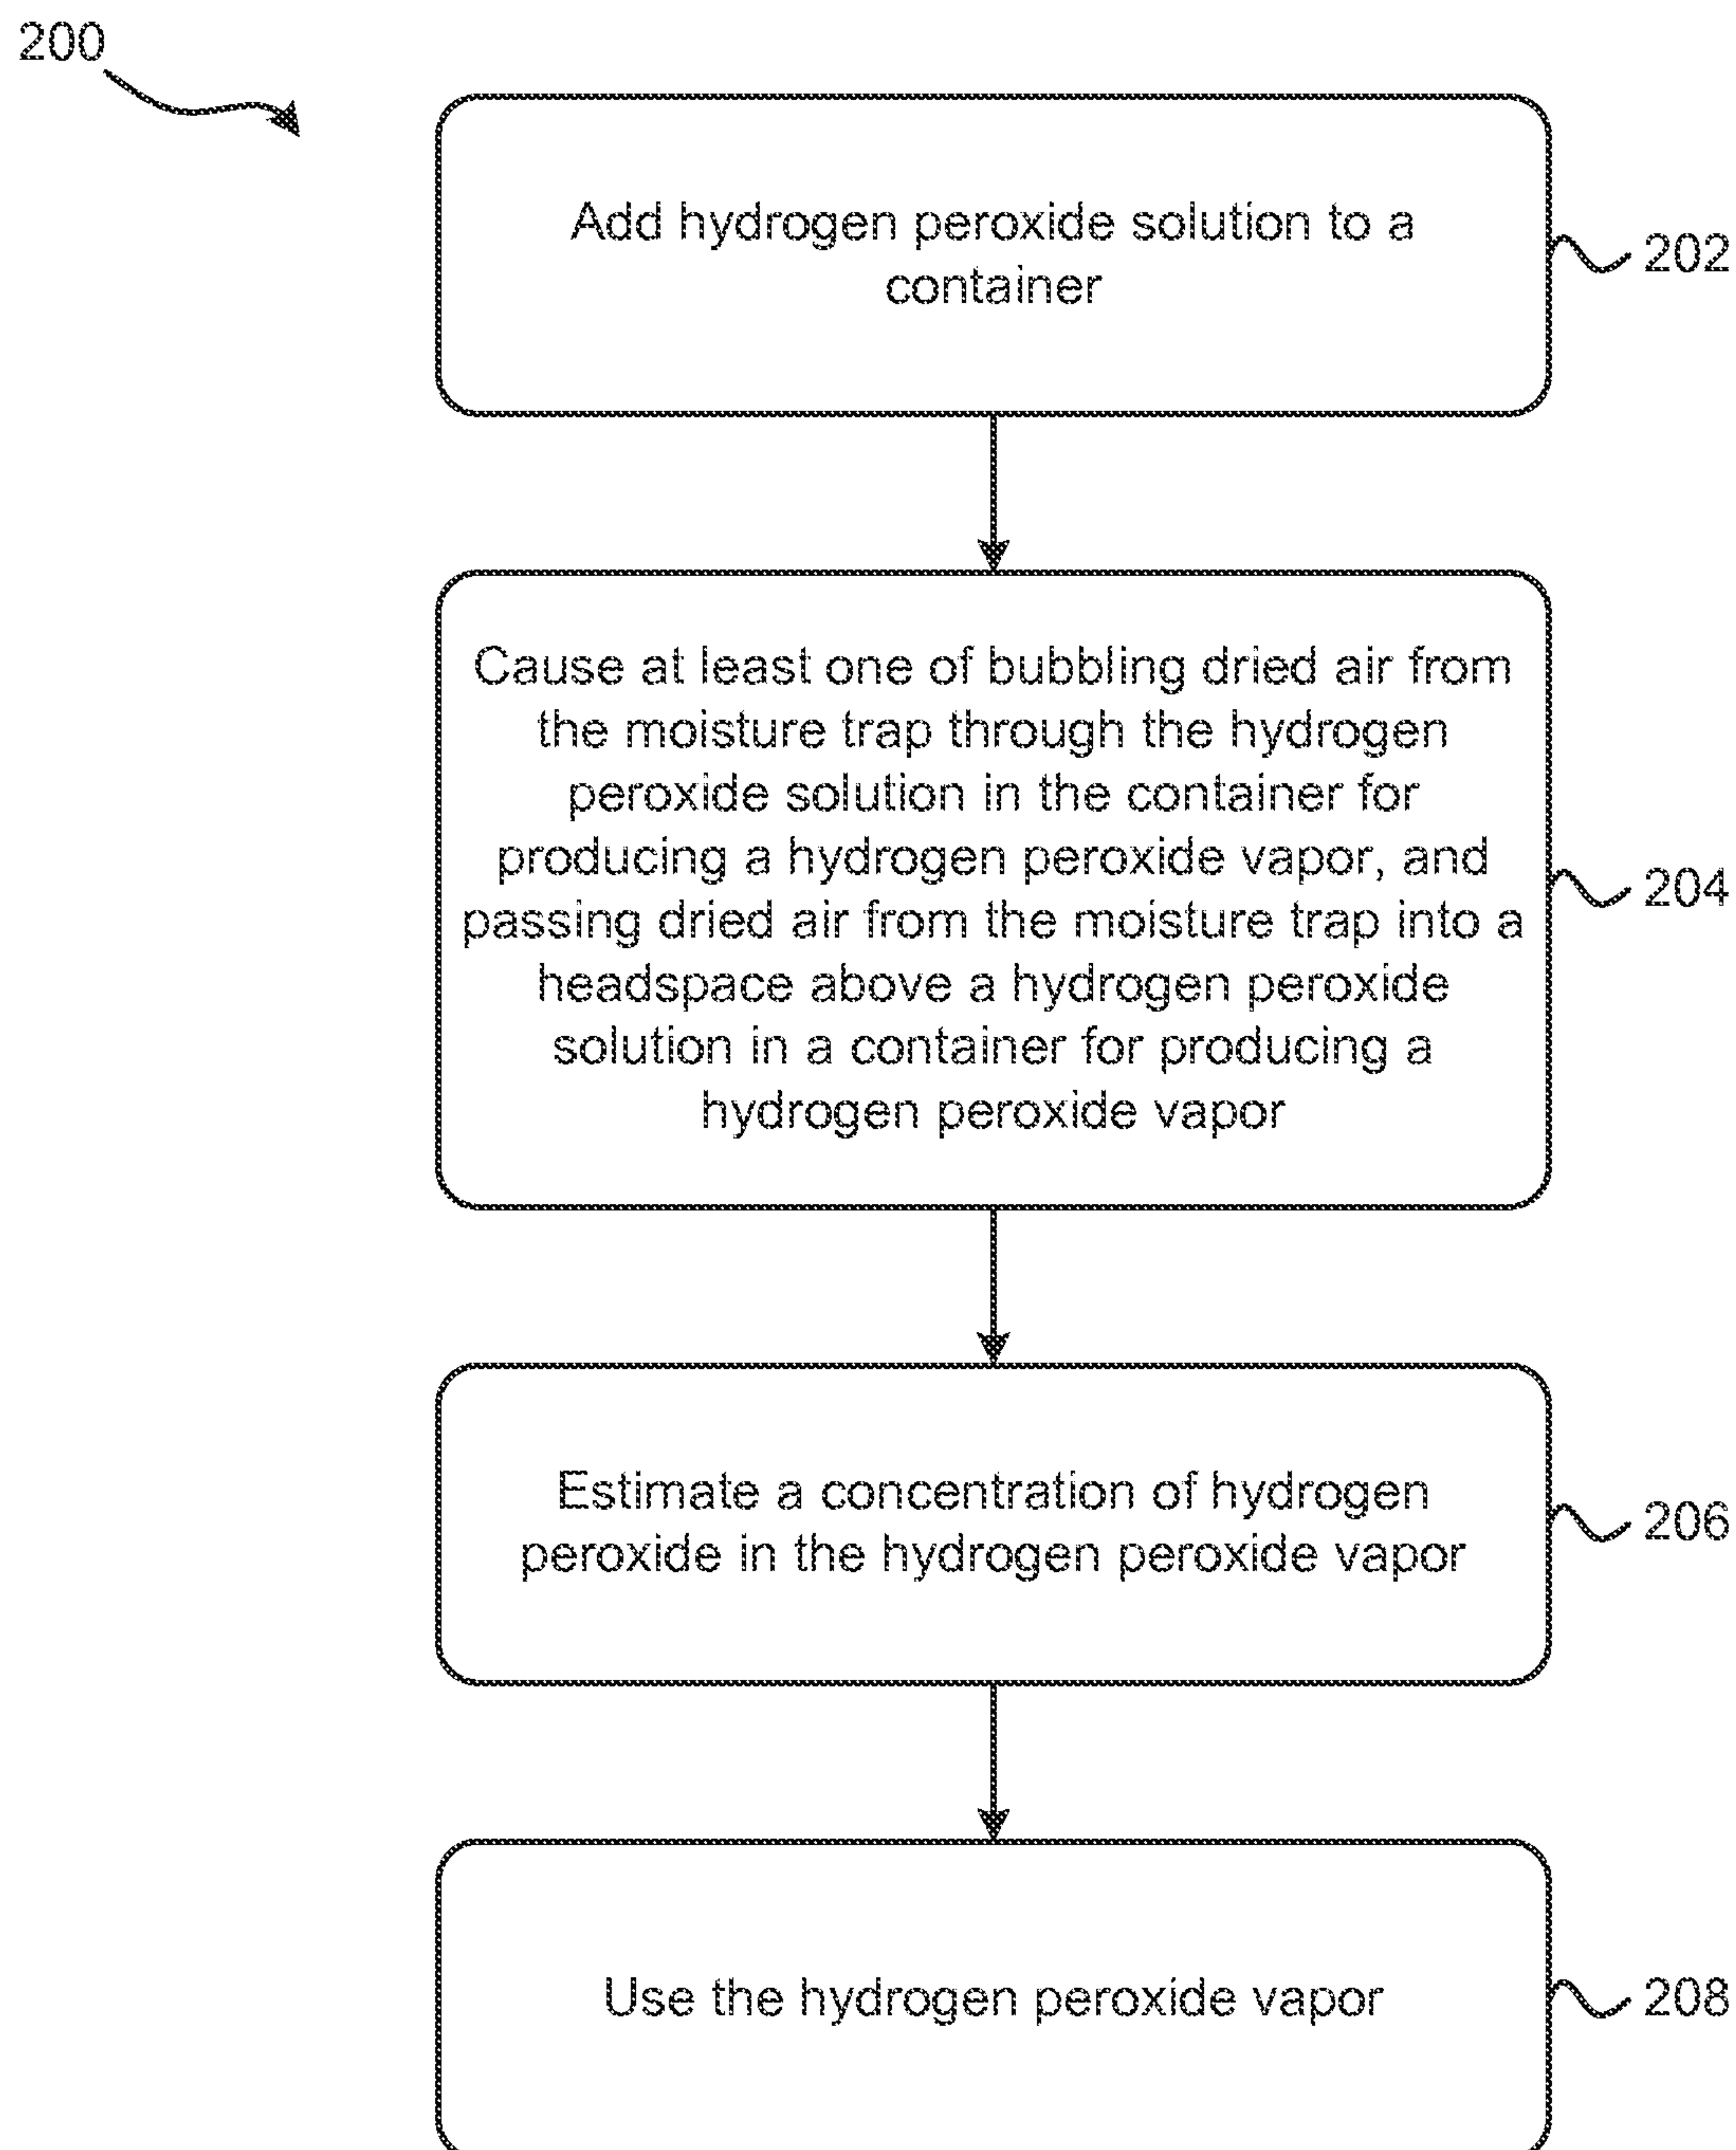 200
Add hydrogen peroxide solution to a
container
202
Cause at least one of bubbling dried air from
the moisture trap through the hydrogen
peroxide solution in the container for
producing a hydrogen peroxide vapor, and
passing dried air from the moisture trap into a
headspace above a hydrogen peroxide
solution in a container for producing a
hydrogen peroxide vapor
204
Estimate a concentration of hydrogen
peroxide in the hydrogen peroxide vapor
206
Use the hydrogen peroxide vapor
208